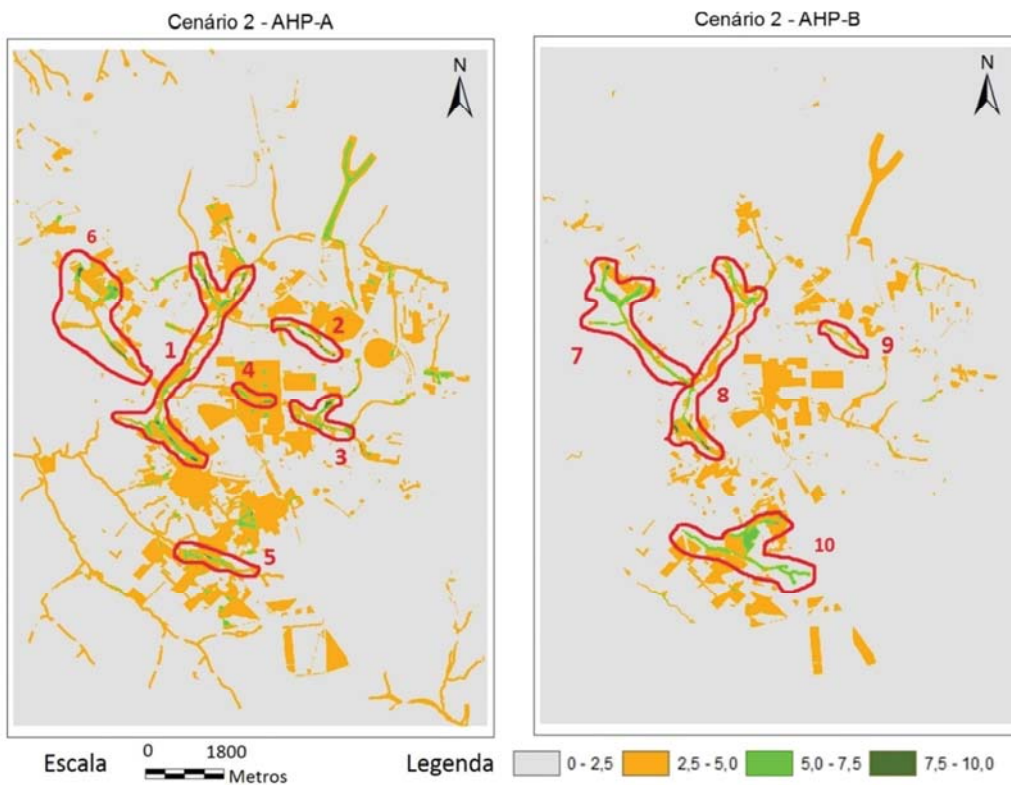 Cenário 2 - AHP-A
Cenário 2 - AHP-B
N
N
6
1
2
4
3
5
7
8
9
10
Escala
0 1800
Metros
Legenda
0 - 2,5
2,5 - 5,0
5,0 - 7,5
7,5 - 10,0